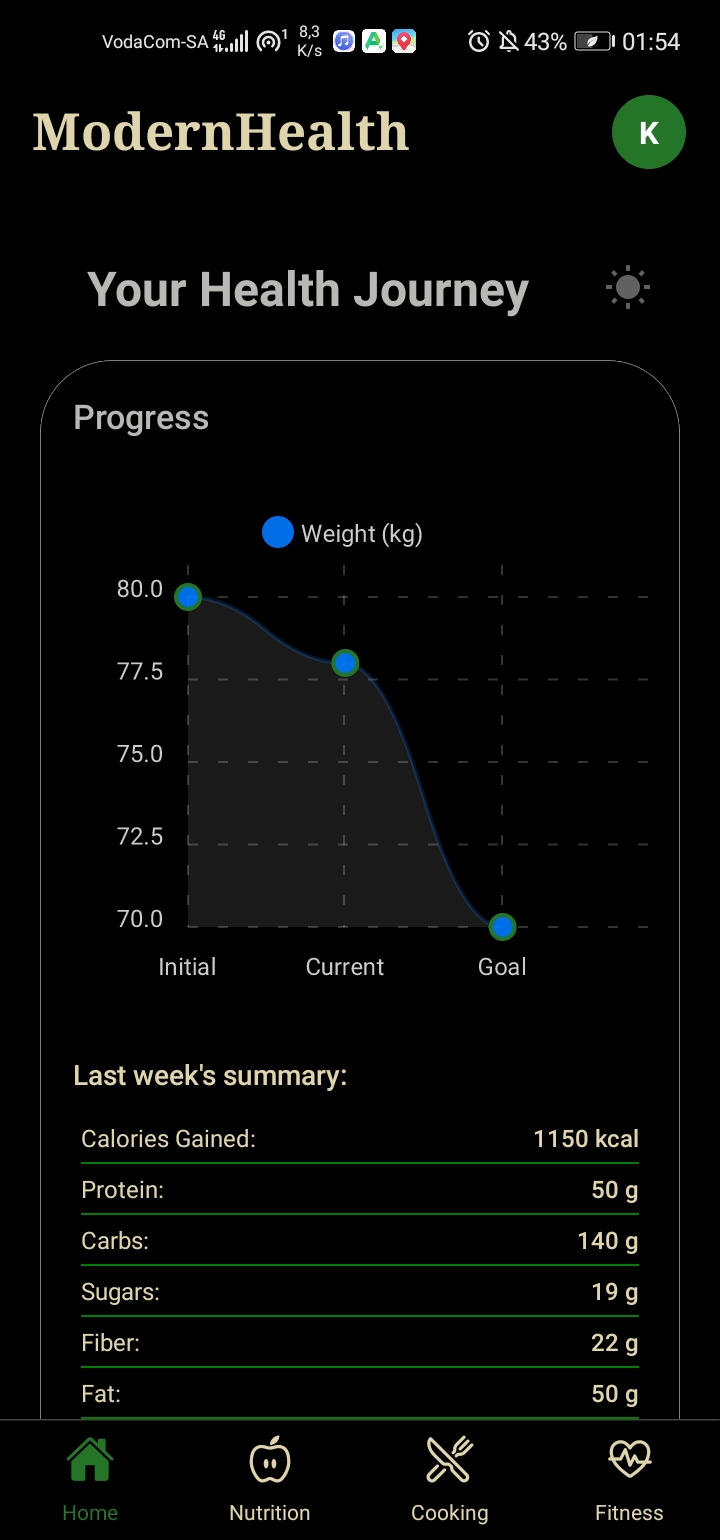 VodaCom-SA 4G 1 8,3 K/s 43% 01:54
ModernHealth K
Your Health Journey
Progress
Weight (kg)
80.0
77.5
75.0
72.5
70.0
Initial Current Goal
Last week's summary:
Calories Gained: 1150 kcal
Protein: 50 g
Carbs: 140 g
Sugars: 19 g
Fiber: 22 g
Fat: 50 g
Home Nutrition Cooking Fitness